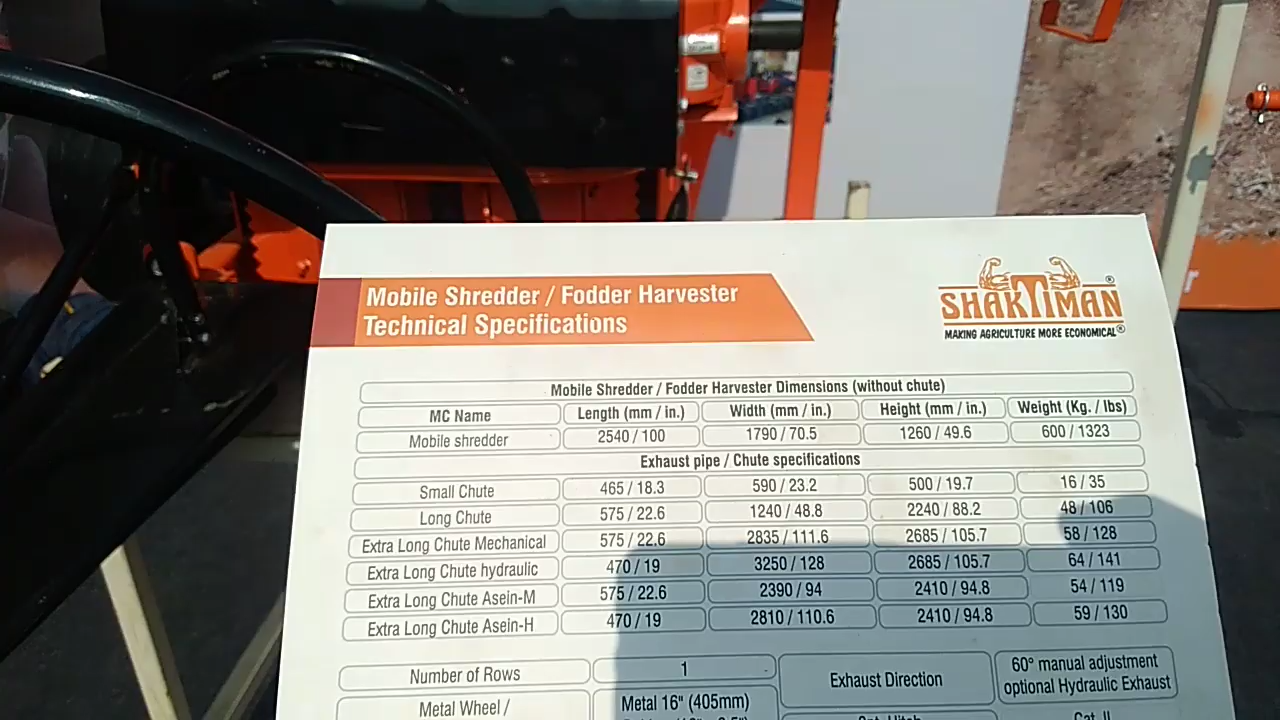 Mobile Shredder / Fodder Harvester
Technical Specifications
SHAKTIMAN®
MAKING AGRICULTURE MORE ECONOMICAL®
Mobile Shredder / Fodder Harvester Dimensions (without chute)
MC Name Length (mm / in.) Width (mm / in.) Height (mm / in.) Weight (Kg. / lbs)
Mobile shredder 2540 / 100 1790 / 70.5 1260 / 49.6 600 / 1323
Exhaust pipe / Chute specifications
Small Chute 465 / 18.3 590 / 23.2 500 / 19.7 16 / 35
Long Chute 575 / 22.6 1240 / 48.8 2240 / 88.2 48 / 106
Extra Long Chute Mechanical 575 / 22.6 2835 / 111.6 2685 / 105.7 58 / 128
Extra Long Chute hydraulic 470 / 19 3250 / 128 2685 / 105.7 64 / 141
Extra Long Chute Asein-M 575 / 22.6 2390 / 94 2410 / 94.8 54 / 119
Extra Long Chute Asein-H 470 / 19 2810 / 110.6 2410 / 94.8 59 / 130
Number of Rows 1 Exhaust Direction 60° manual adjustment
optional Hydraulic Exhaust
Metal Wheel / Metal 16" (405mm)
Cat. II